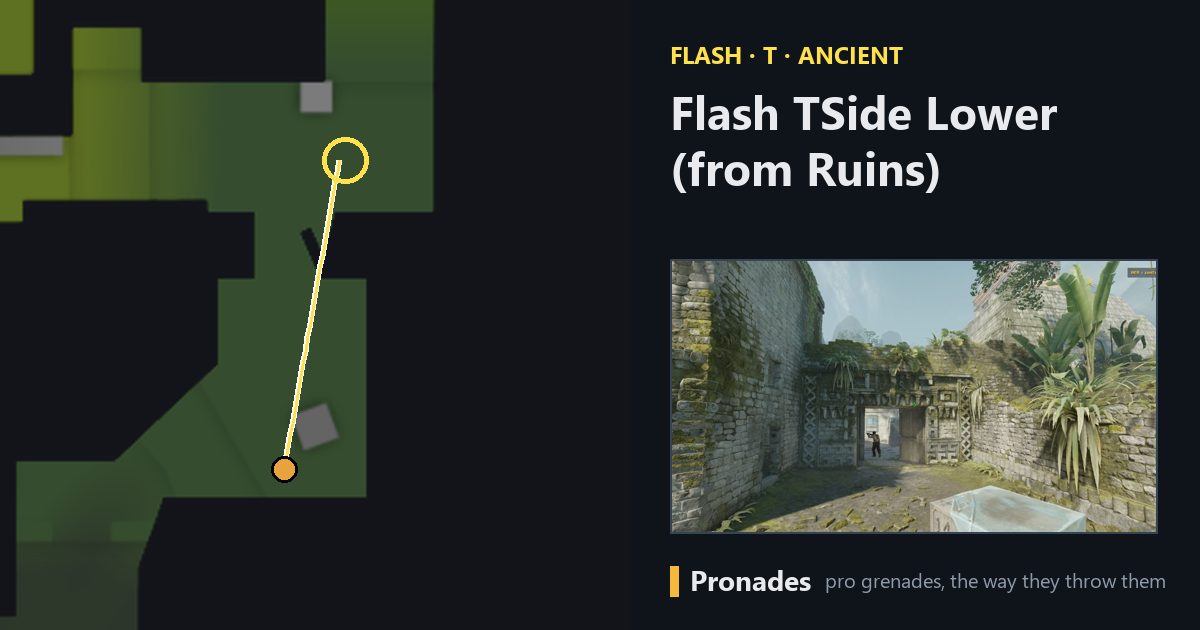 FLASH · T · ANCIENT
Flash TSide Lower
(from Ruins)
Pronades pro grenades, the way they throw them